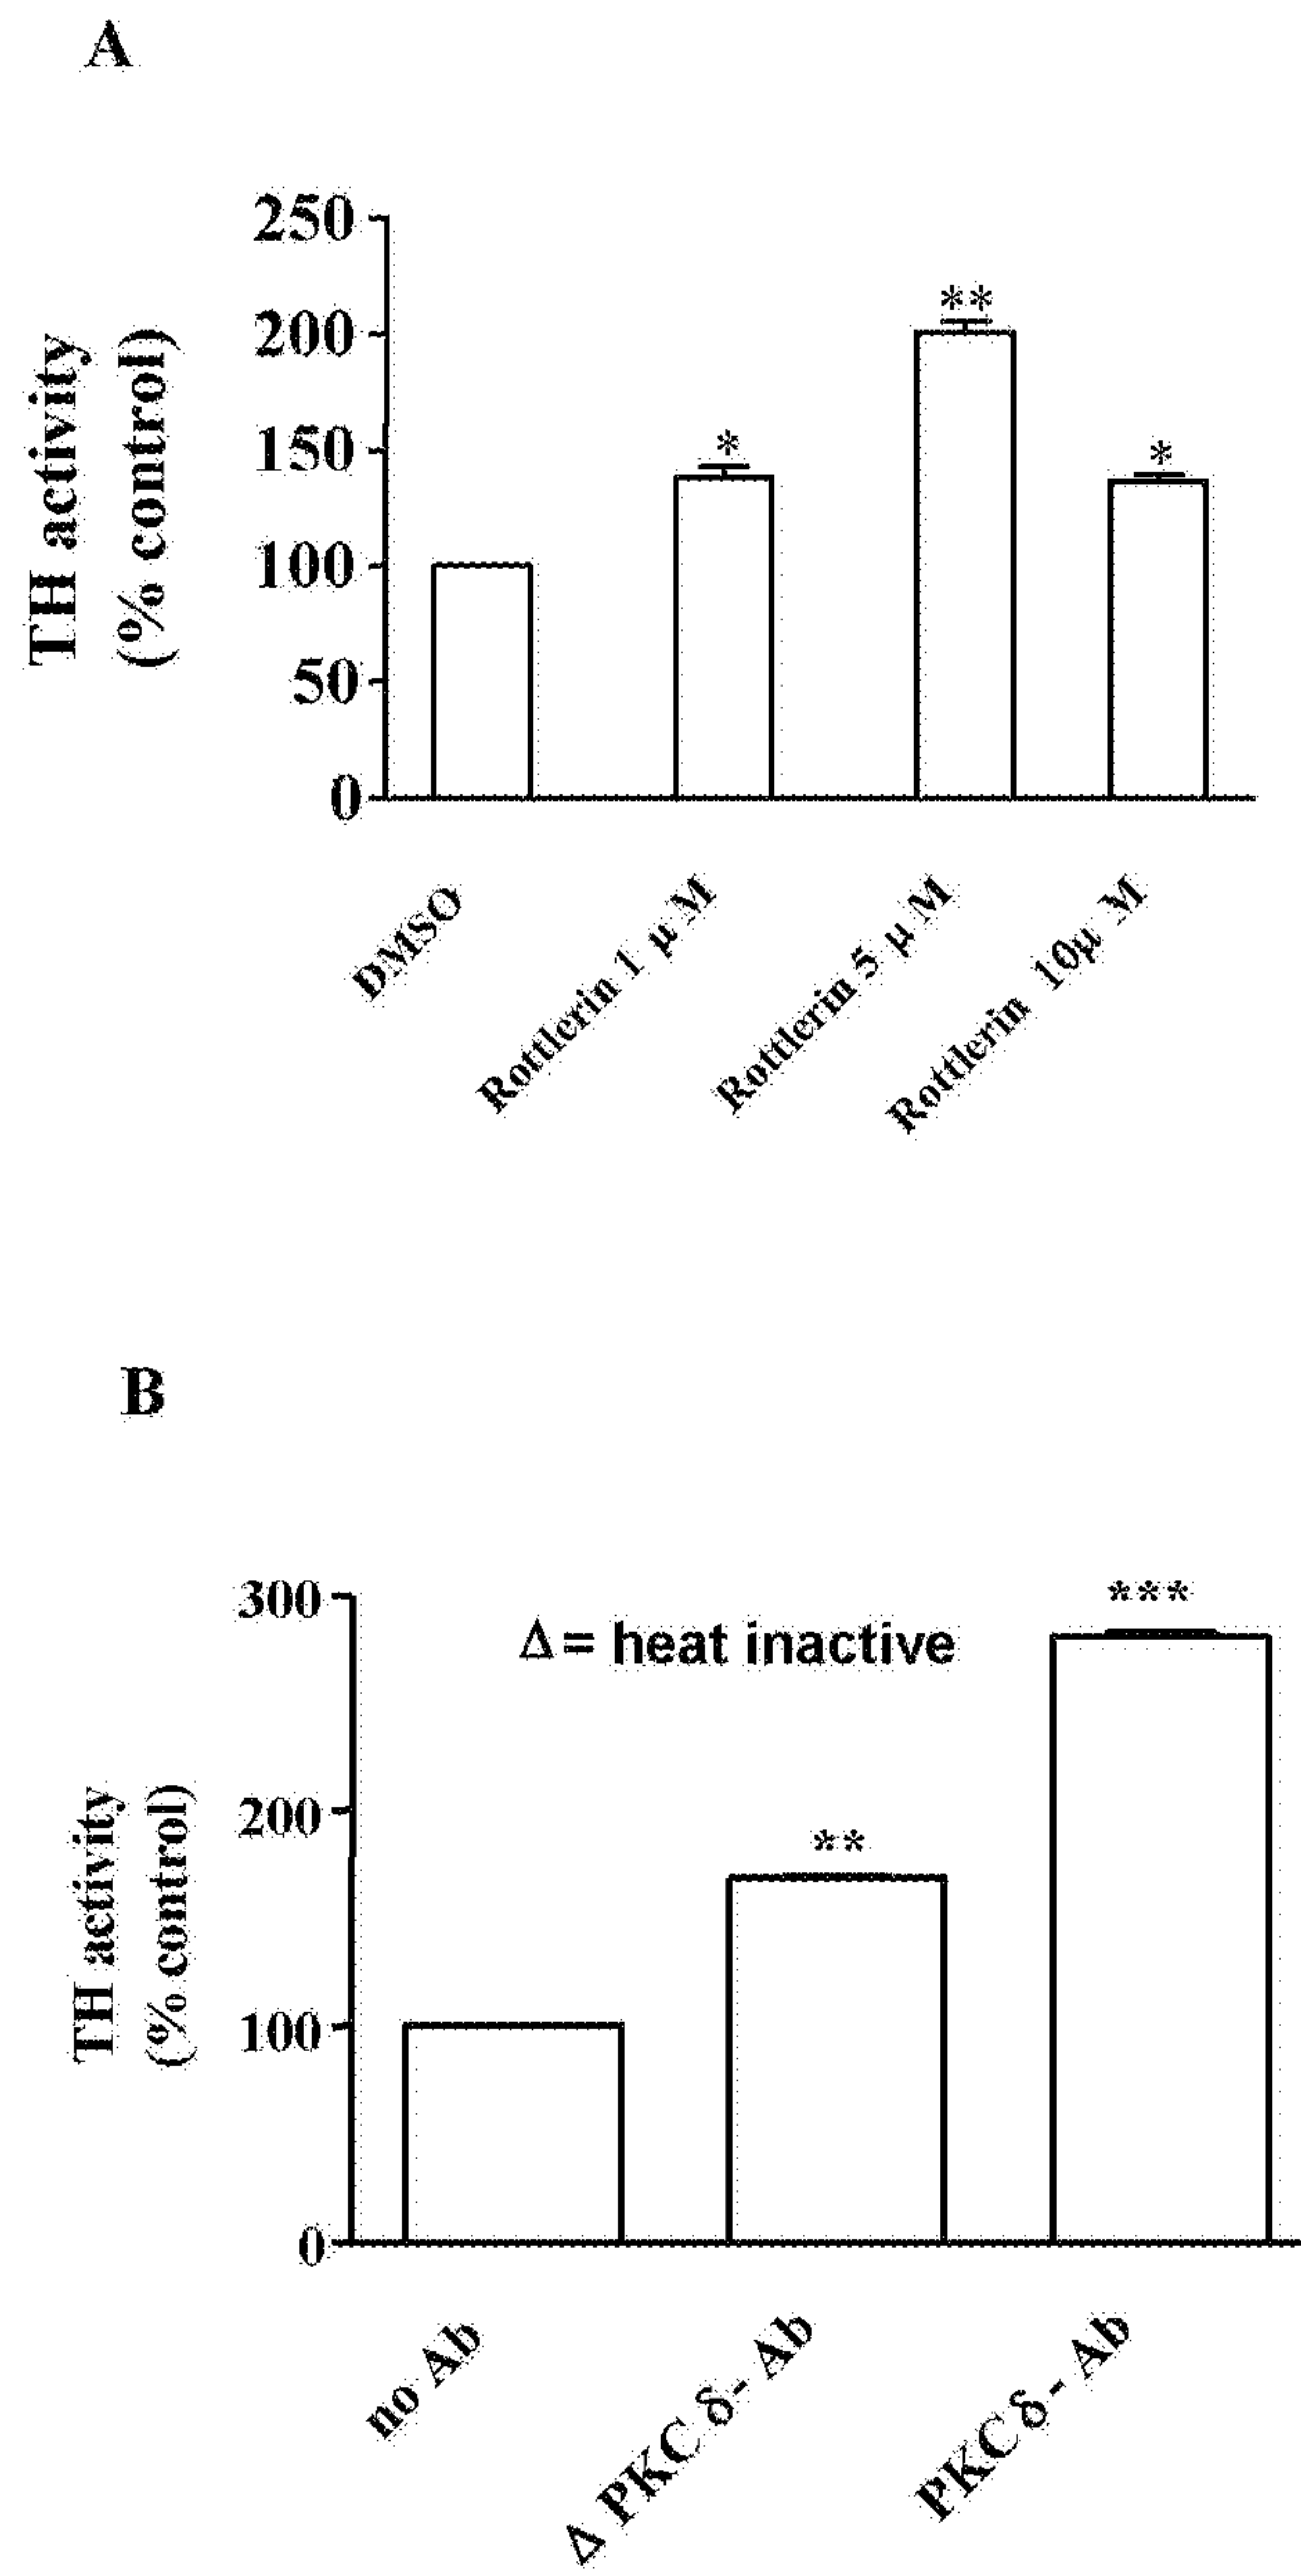 A
TH activity
(% control)
250
200
150
100
50
0
**
*
*
DMSO
Rottlerin 1 μ M
Rottlerin 5 μ M
Rottlerin 10μ M
B
TH activity
(% control)
300
200
100
0
Δ= heat inactive
***
**
no Ab
Δ PKC δ- Ab
PKC δ- Ab